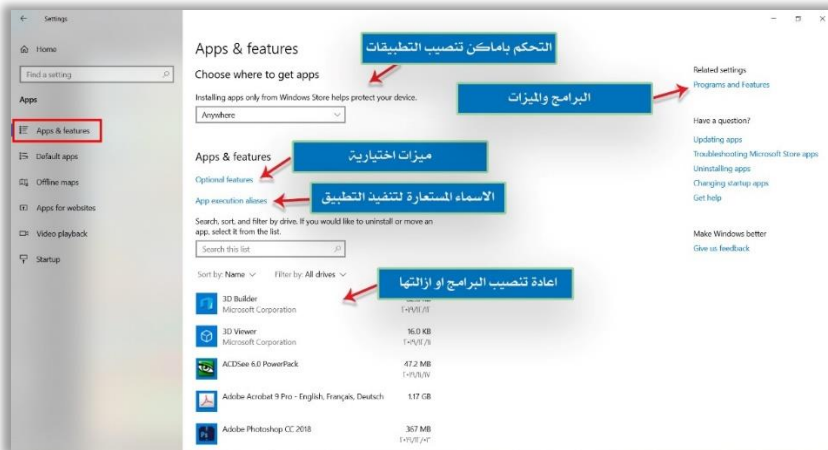 Settings
Home
Find a setting
Apps
Apps & features
Default apps
Offline maps
Apps for websites
Video playback
Startup
Apps & features
Choose where to get apps
Installing apps only from Windows Store helps protect your device.
Anywhere
Apps & features
Optional features
App execution aliases
Search, sort, and filter by drive. If you would like to uninstall or move an
app, select it from the list.
Search this list
Sort by: Name
Filter by: All drives
3D Builder
Microsoft Corporation
3D Viewer
16.0 KB
Microsoft Corporation
ACDSee 6.0 PowerPack
47.2 MB
Adobe Acrobat 9 Pro - English, Français, Deutsch
1.17 GB
Adobe Photoshop CC 2018
367 MB
التحكم باماكن تنصيب التطبيقات
البرامج والميزات
ميزات اختيارية
الاسماء المستعارة لتنفيذ التطبيق
اعادة تنصيب البرامج او ازالتها
Related settings
Programs and Features
Have a question?
Updating apps
Troubleshooting Microsoft Store apps
Uninstalling apps
Changing startup apps
Get help
Make Windows better
Give us feedback